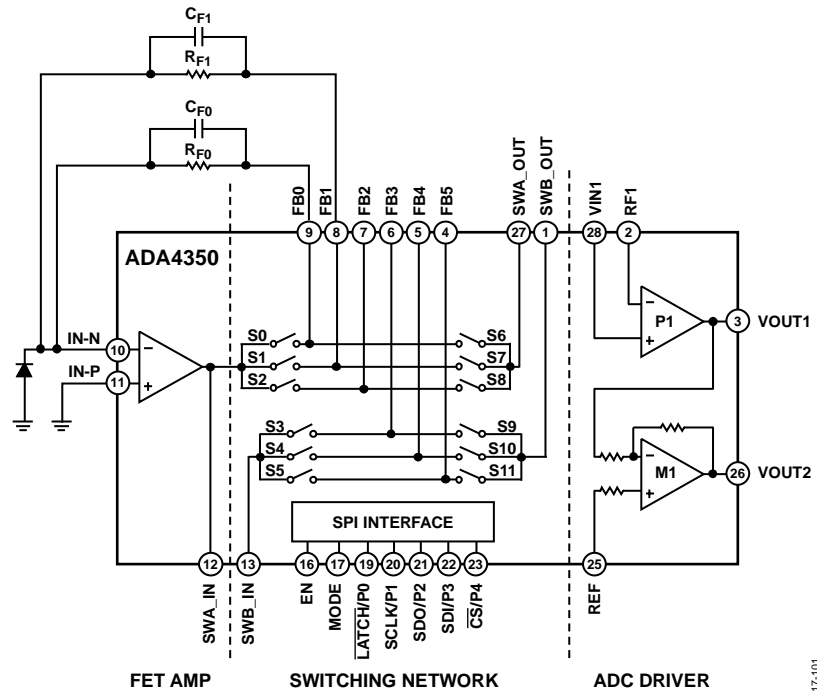 CF1
RF1
CF0
RF0
FB0
FB1
FB2
FB3
FB4
FB5
SWA_OUT
SWB_OUT
VIN1
RF1
9
8
7
6
5
4
27
1
28
2
ADA4350
IN-N
10
IN-P
11
−
+
S0
S1
S2
S6
S7
S8
S3
S4
S5
S9
S10
S11
−
P1
+
3
VOUT1
−
M1
+
26
VOUT2
SPI INTERFACE
12
13
16
17
19
20
21
22
23
25
SWA_IN
SWB_IN
EN
MODE
LATCH/P0
SCLK/P1
SDO/P2
SDI/P3
CS/P4
REF
FET AMP
SWITCHING NETWORK
ADC DRIVER
17-101